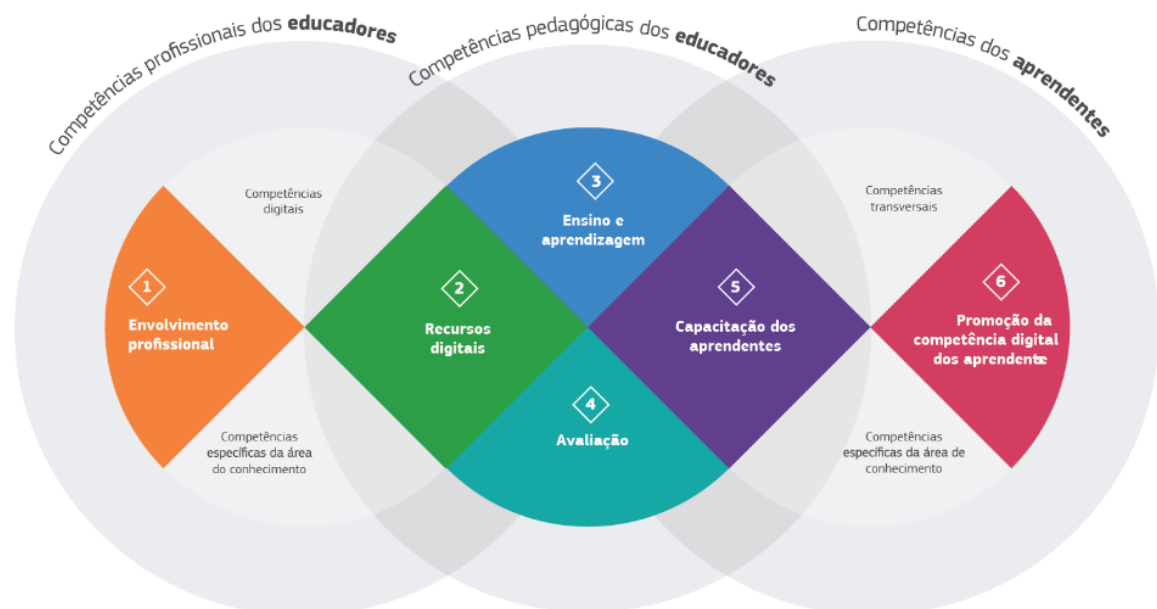 Competências profissionais dos educadores
Competências pedagógicas dos educadores
Competências dos aprendentes
Competências
digitais
Competências
específicas da área
do conhecimento
1
Envolvimento
profissional
2
Recursos
digitais
3
Ensino e
aprendizagem
4
Avaliação
5
Capacitação dos
aprendentes
Competências
transversais
6
Promoção da
competência digital
dos aprendente
Competências
específicas da área de
conhecimento